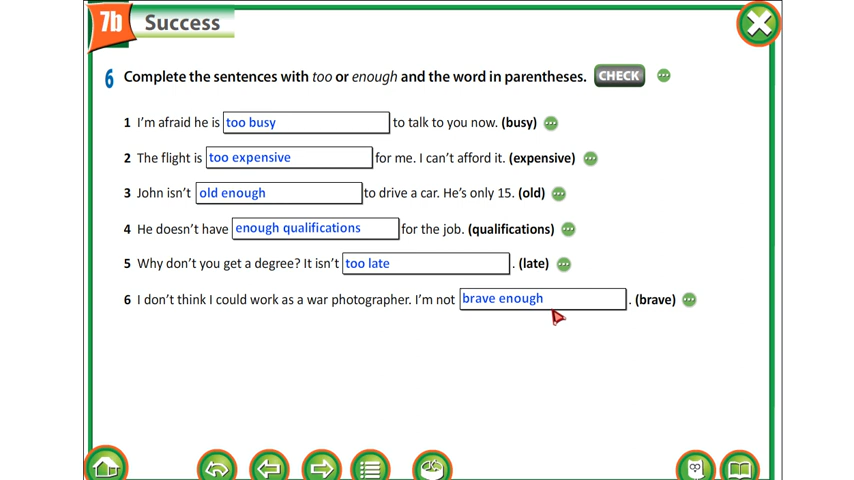 7b Success
6 Complete the sentences with too or enough and the word in parentheses. CHECK
1 I'm afraid he is too busy to talk to you now. (busy)
2 The flight is too expensive for me. I can't afford it. (expensive)
3 John isn't old enough to drive a car. He's only 15. (old)
4 He doesn't have enough qualifications for the job. (qualifications)
5 Why don't you get a degree? It isn't too late . (late)
6 I don't think I could work as a war photographer. I'm not brave enough . (brave)